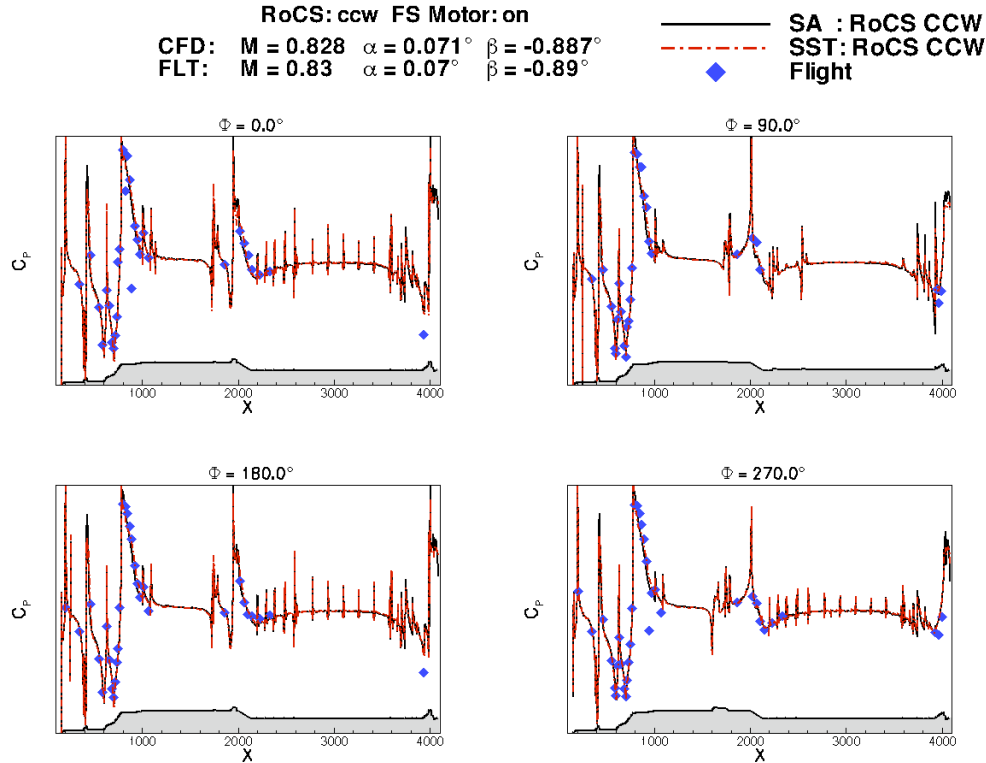 RoCS: ccw FS Motor: on
CFD: M = 0.828 α = 0.071° β = -0.887°
FLT: M = 0.83 α = 0.07° β = -0.89°
SA : RoCS CCW
SST: RoCS CCW
Flight
Φ = 0.0°
C_P
1000 2000 3000 4000
X
Φ = 90.0°
C_P
1000 2000 3000 4000
X
Φ = 180.0°
C_P
1000 2000 3000 4000
X
Φ = 270.0°
C_P
1000 2000 3000 4000
X